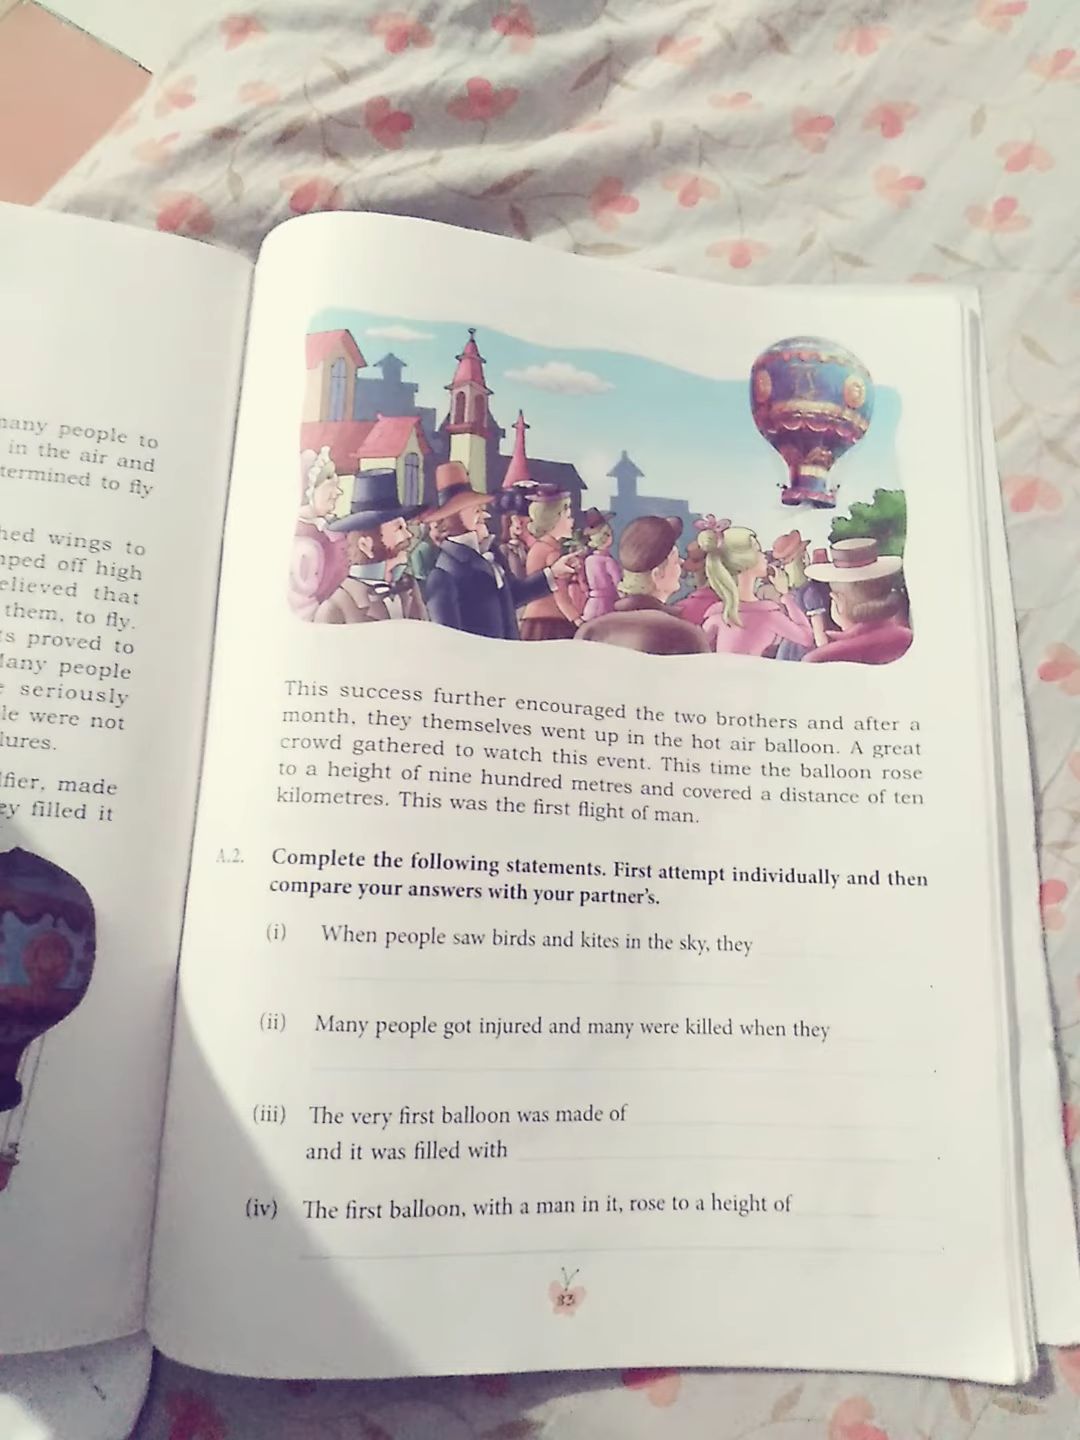 many people to
in the air and
termined to fly
hed wings to
mped off high
elieved that
them, to fly.
ts proved to
Many people
seriously
le were not
lures.
lfier, made
ey filled it
This success further encouraged the two brothers and after a
month, they themselves went up in the hot air balloon. A great
crowd gathered to watch this event. This time the balloon rose
to a height of nine hundred metres and covered a distance of ten
kilometres. This was the first flight of man.
A.2. Complete the following statements. First attempt individually and then
compare your answers with your partner's.
(i) When people saw birds and kites in the sky, they
(ii) Many people got injured and many were killed when they
(iii) The very first balloon was made of
and it was filled with
(iv) The first balloon, with a man in it, rose to a height of
33